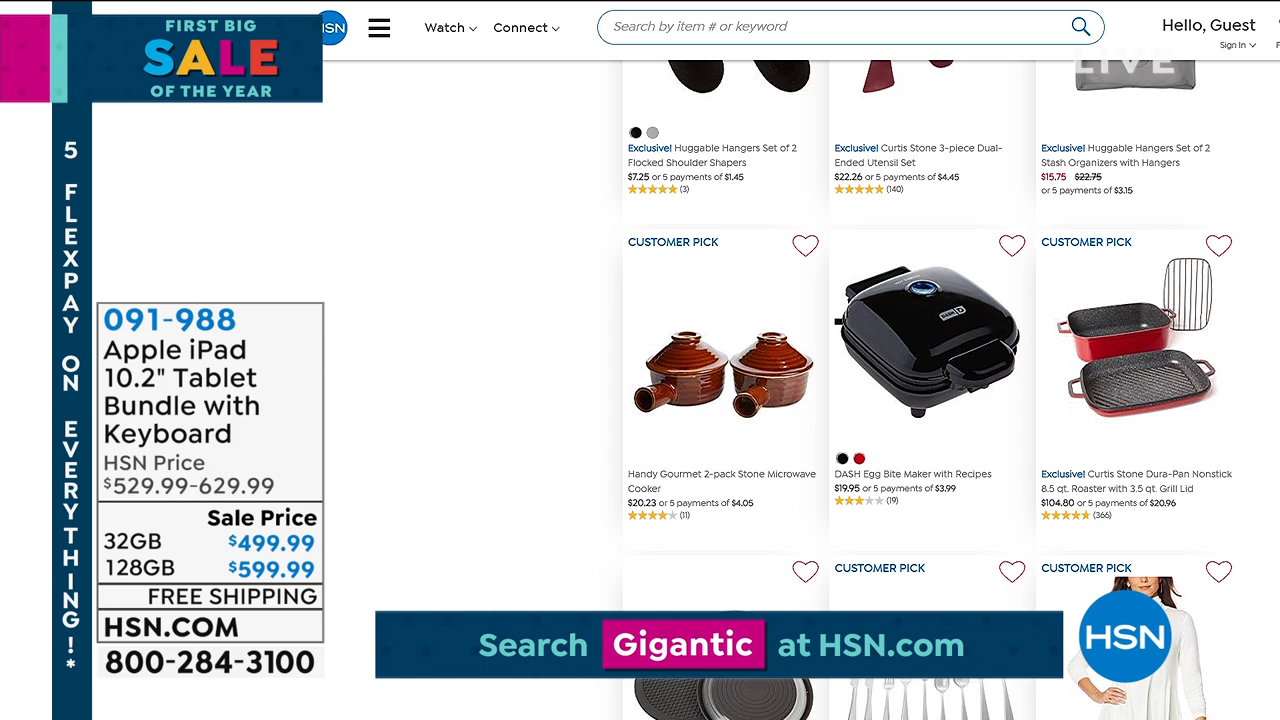 FIRST BIG
SALE
OF THE YEAR
HSN
Watch
Connect
Search by item # or keyword
Hello, Guest
Sign In
LIVE
5 FLEXPAY ON EVERYTHING!*
Exclusive! Huggable Hangers Set of 2
Flocked Shoulder Shapers
$7.25 or 5 payments of $1.45
(3)
Exclusive! Curtis Stone 3-piece Dual-
Ended Utensil Set
$22.26 or 5 payments of $4.45
(140)
Exclusive! Huggable Hangers Set of 2
Stash Organizers with Hangers
$15.75 $22.75
or 5 payments of $3.15
CUSTOMER PICK
CUSTOMER PICK
DASH
Handy Gourmet 2-pack Stone Microwave
Cooker
$20.23 or 5 payments of $4.05
(11)
DASH Egg Bite Maker with Recipes
$19.95 or 5 payments of $3.99
(19)
Exclusive! Curtis Stone Dura-Pan Nonstick
8.5 qt. Roaster with 3.5 qt. Grill Lid
$104.80 or 5 payments of $20.96
(366)
CUSTOMER PICK
CUSTOMER PICK
091-988
Apple iPad
10.2" Tablet
Bundle with
Keyboard
HSN Price
$529.99-629.99
Sale Price
32GB $499.99
128GB $599.99
FREE SHIPPING
HSN.COM
800-284-3100
Search Gigantic at HSN.com
HSN